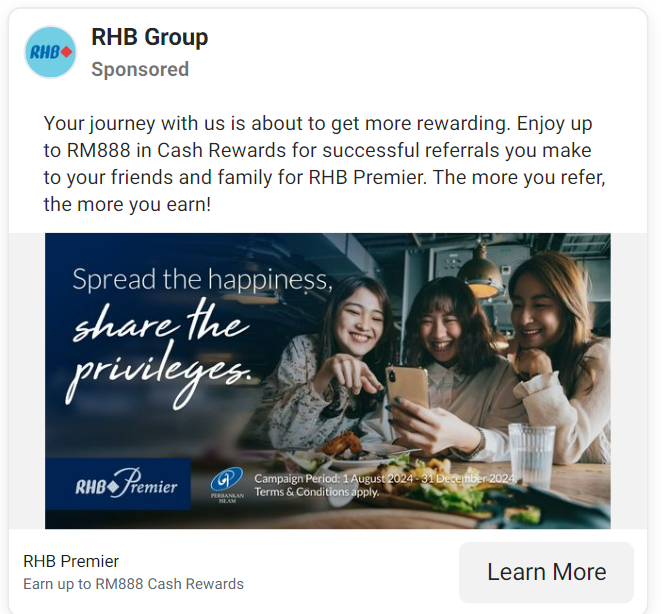 RHB
RHB Group
Sponsored
Your journey with us is about to get more rewarding. Enjoy up
to RM888 in Cash Rewards for successful referrals you make
to your friends and family for RHB Premier. The more you refer,
the more you earn!
Spread the happiness,
share the
privileges.
RHB Premier
PERBANKAN
ISLAM
Campaign Period: 1 August 2024 - 31 December 2024.
Terms & Conditions apply.
RHB Premier
Earn up to RM888 Cash Rewards
Learn More